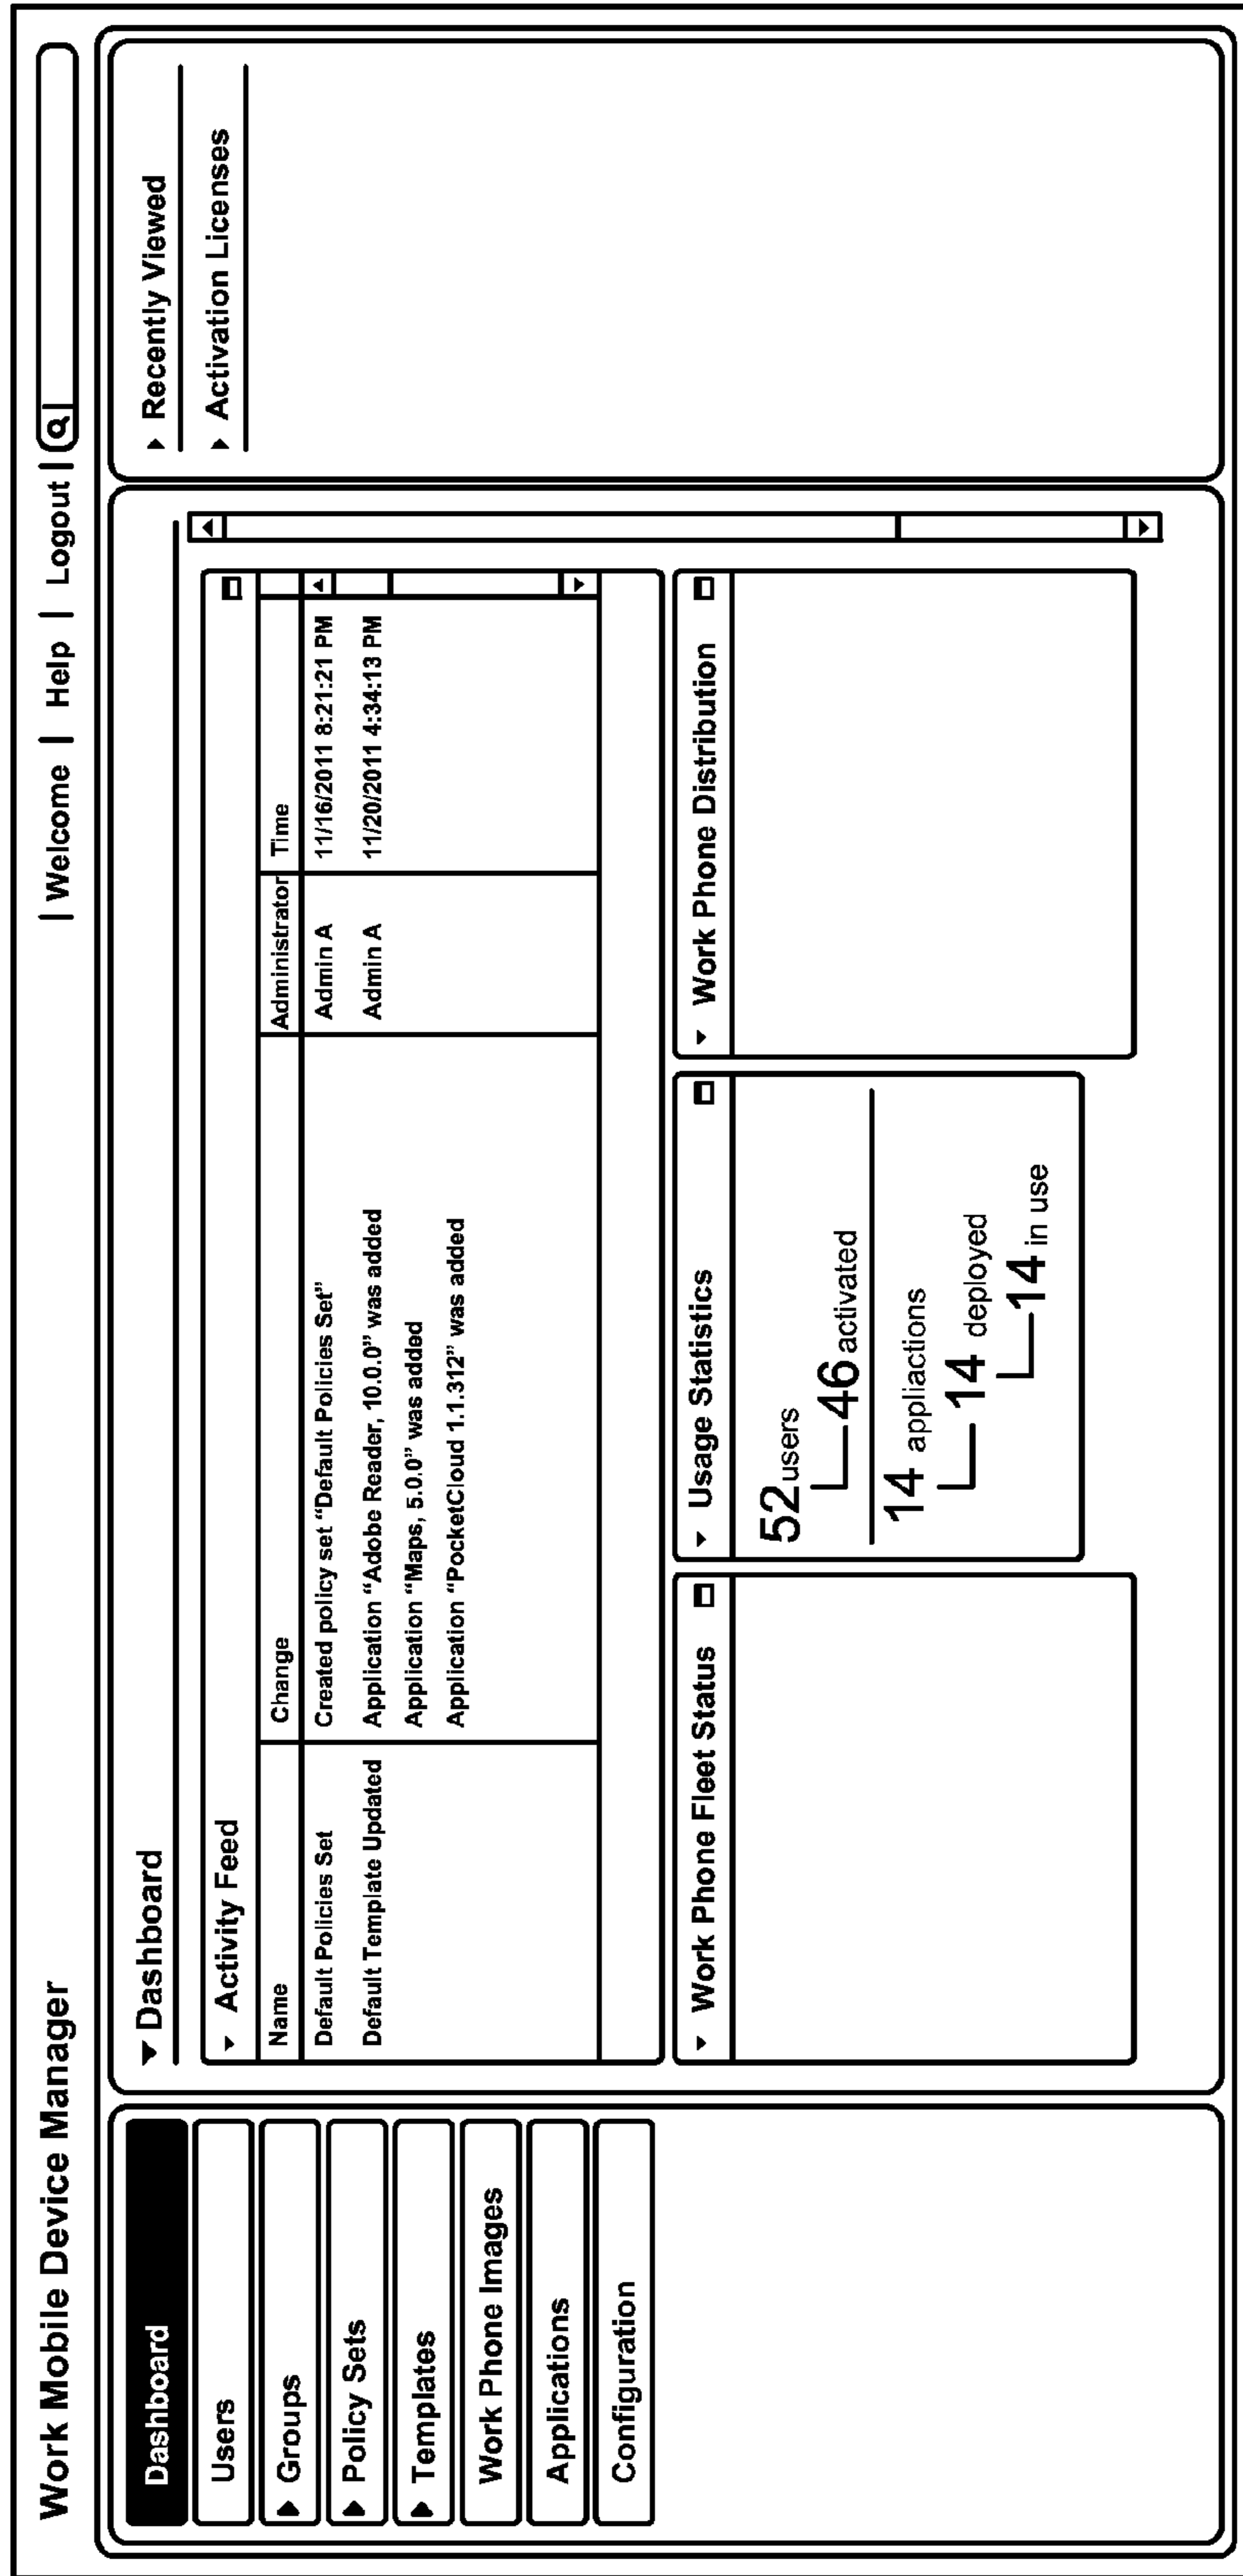 Work Mobile Device Manager
| Welcome | Help | Logout |
Dashboard
Users
Groups
Policy Sets
Templates
Work Phone Images
Applications
Configuration
Dashboard
Activity Feed
Name Change Administrator Time
Default Policies Set Created policy set “Default Policies Set” Admin A 11/16/2011 8:21:21 PM
Default Template Updated Application “Adobe Reader, 10.0.0” was added Admin A 11/20/2011 4:34:13 PM
Application “Maps, 5.0.0” was added
Application “PocketCloud 1.1.312” was added
Work Phone Fleet Status
Usage Statistics
52 users
46 activated
14 appliactions
14 deployed
14 in use
Work Phone Distribution
Recently Viewed
Activation Licenses